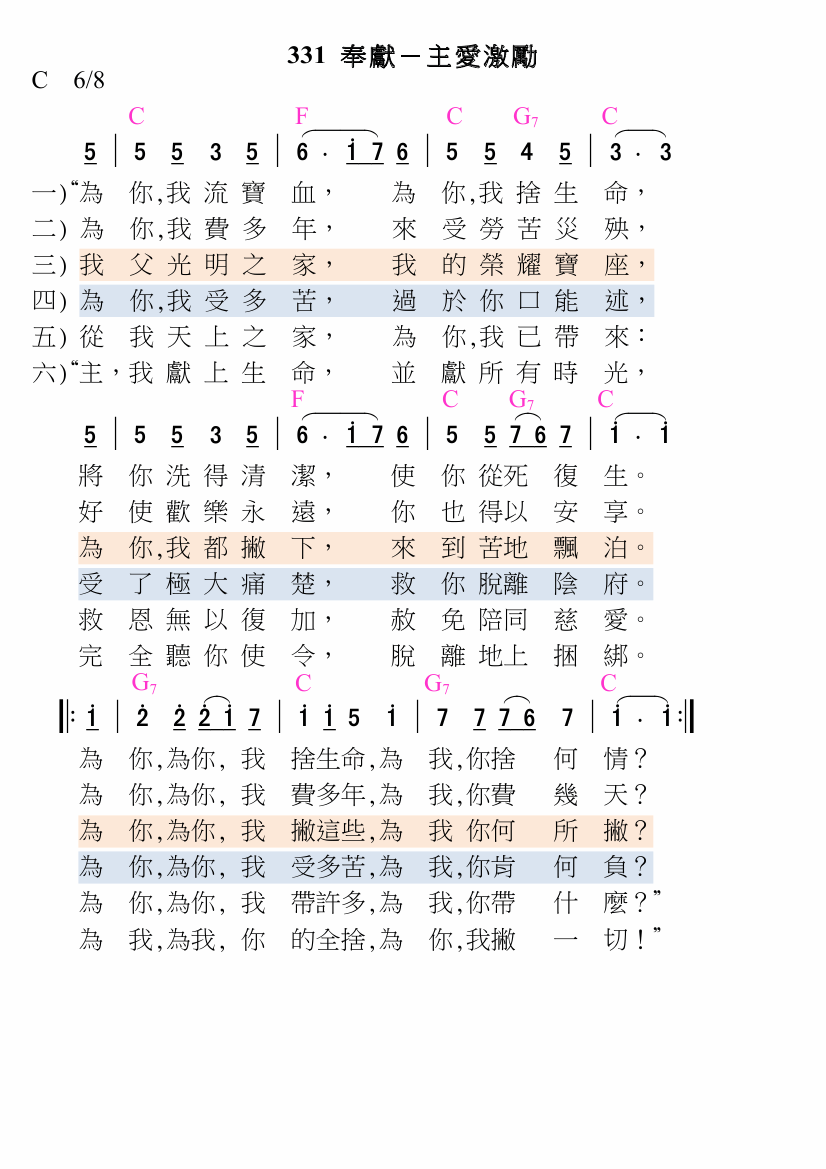 331 奉獻－主愛激勵
C 6/8
C F C G7 C
5 | 5 5 3 5 | 6 · i 7 6 | 5 5 4 5 | 3 · 3
一)“為 你,我 流 寶 血， 為 你,我 捨 生 命，
二) 為 你,我 費 多 年， 來 受 勞 苦 災 殃，
三) 我 父 光 明 之 家， 我 的 榮 耀 寶 座，
四) 為 你,我 受 多 苦， 過 於 你 口 能 述，
五) 從 我 天 上 之 家， 為 你,我 已 帶 來：
六)“主，我 獻 上 生 命， 並 獻 所 有 時 光，
F C G7 C
5 | 5 5 3 5 | 6 · i 7 6 | 5 5 7 6 7 | i · i
將 你 洗 得 清 潔， 使 你 從死 復 生。
好 使 歡 樂 永 遠， 你 也 得以 安 享。
為 你,我 都 撇 下， 來 到 苦地 飄 泊。
受 了 極 大 痛 楚， 救 你 脫離 陰 府。
救 恩 無 以 復 加， 赦 免 陪同 慈 愛。
完 全 聽 你 使 令， 脫 離 地上 捆 綁。
G7 C G7 C
‖: i | 2̇ 2̇ 2̇ i 7 | i i 5 i | 7 7 7 6 7 | i · i :‖
為 你,為你, 我 捨生命,為 我,你捨 何 情？
為 你,為你, 我 費多年,為 我,你費 幾 天？
為 你,為你, 我 撇這些,為 我 你何 所 撇？
為 你,為你, 我 受多苦,為 我,你肯 何 負？
為 你,為你, 我 帶許多,為 我,你帶 什 麼？”
為 我,為我, 你 的全捨,為 你,我撇 一 切！”